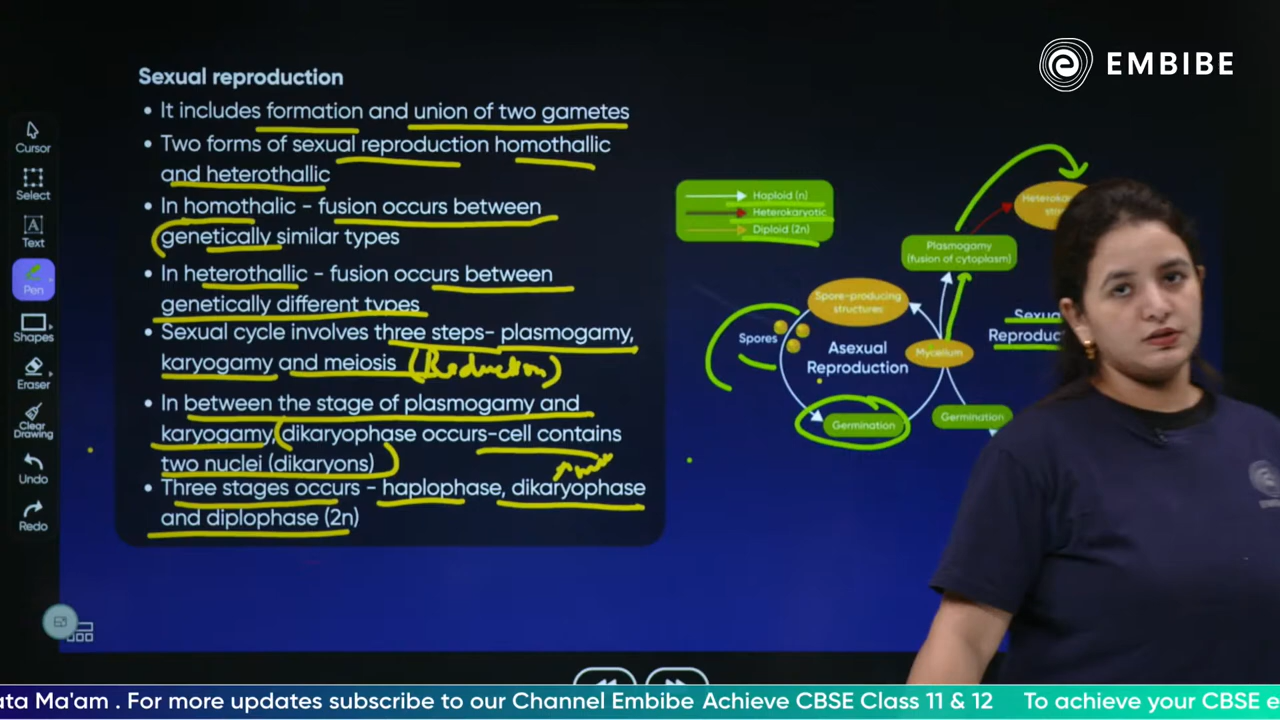 EMBIBE
Sexual reproduction
• It includes formation and union of two gametes
• Two forms of sexual reproduction homothallic
and heterothallic
• In homothalic - fusion occurs between
genetically similar types
• In heterothallic - fusion occurs between
genetically different types
• Sexual cycle involves three steps- plasmogamy,
karyogamy and meiosis (Reduction)
• In between the stage of plasmogamy and
karyogamy, dikaryophase occurs-cell contains
two nuclei (dikaryons)
• Three stages occurs - haplophase, dikaryophase
and diplophase (2n)
Cursor
Select
Text
Pen
Shapes
Eraser
Clear
Drawing
Undo
Redo
Haploid (n)
Heterokaryotic
Diploid (2n)
Plasmogamy
(fusion of cytoplasm)
Spore-producing
structures
Spores
Asexual
Reproduction
Mycelium
Germination
Germination
ata Ma'am . For more updates subscribe to our Channel Embibe Achieve CBSE Class 11 & 12 To achieve your CBSE e